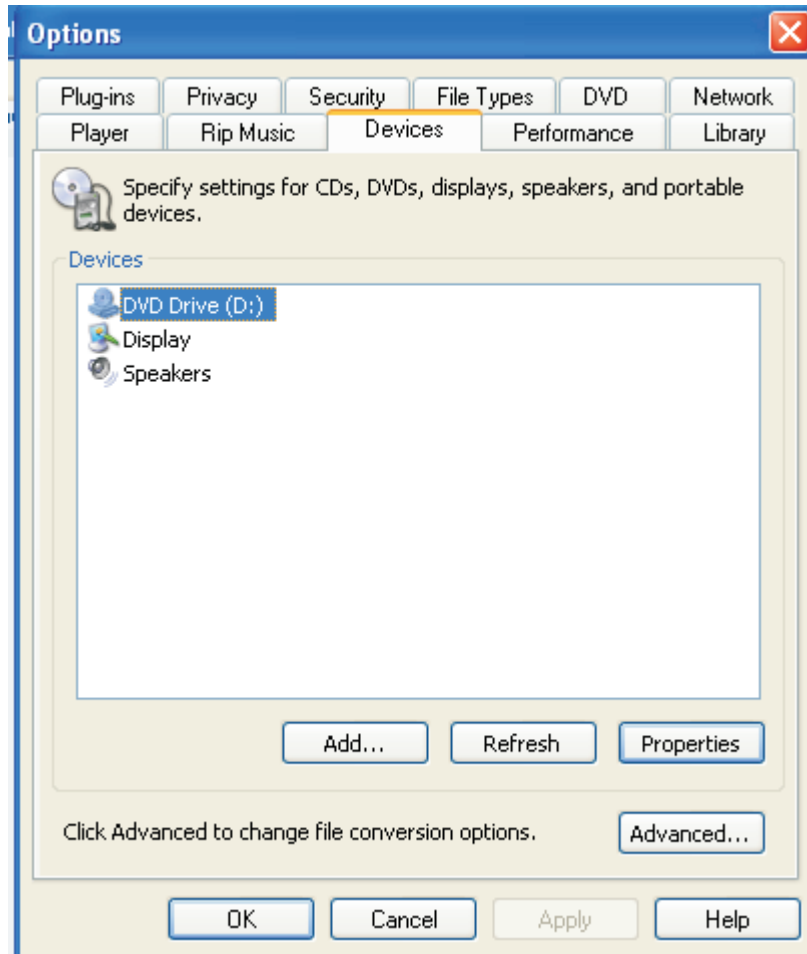 Options
Plug-ins Privacy Security File Types DVD Network
Player Rip Music Devices Performance Library
Specify settings for CDs, DVDs, displays, speakers, and portable
devices.
Devices
DVD Drive (D:)
Display
Speakers
Add... Refresh Properties
Click Advanced to change file conversion options. Advanced...
OK Cancel Apply Help